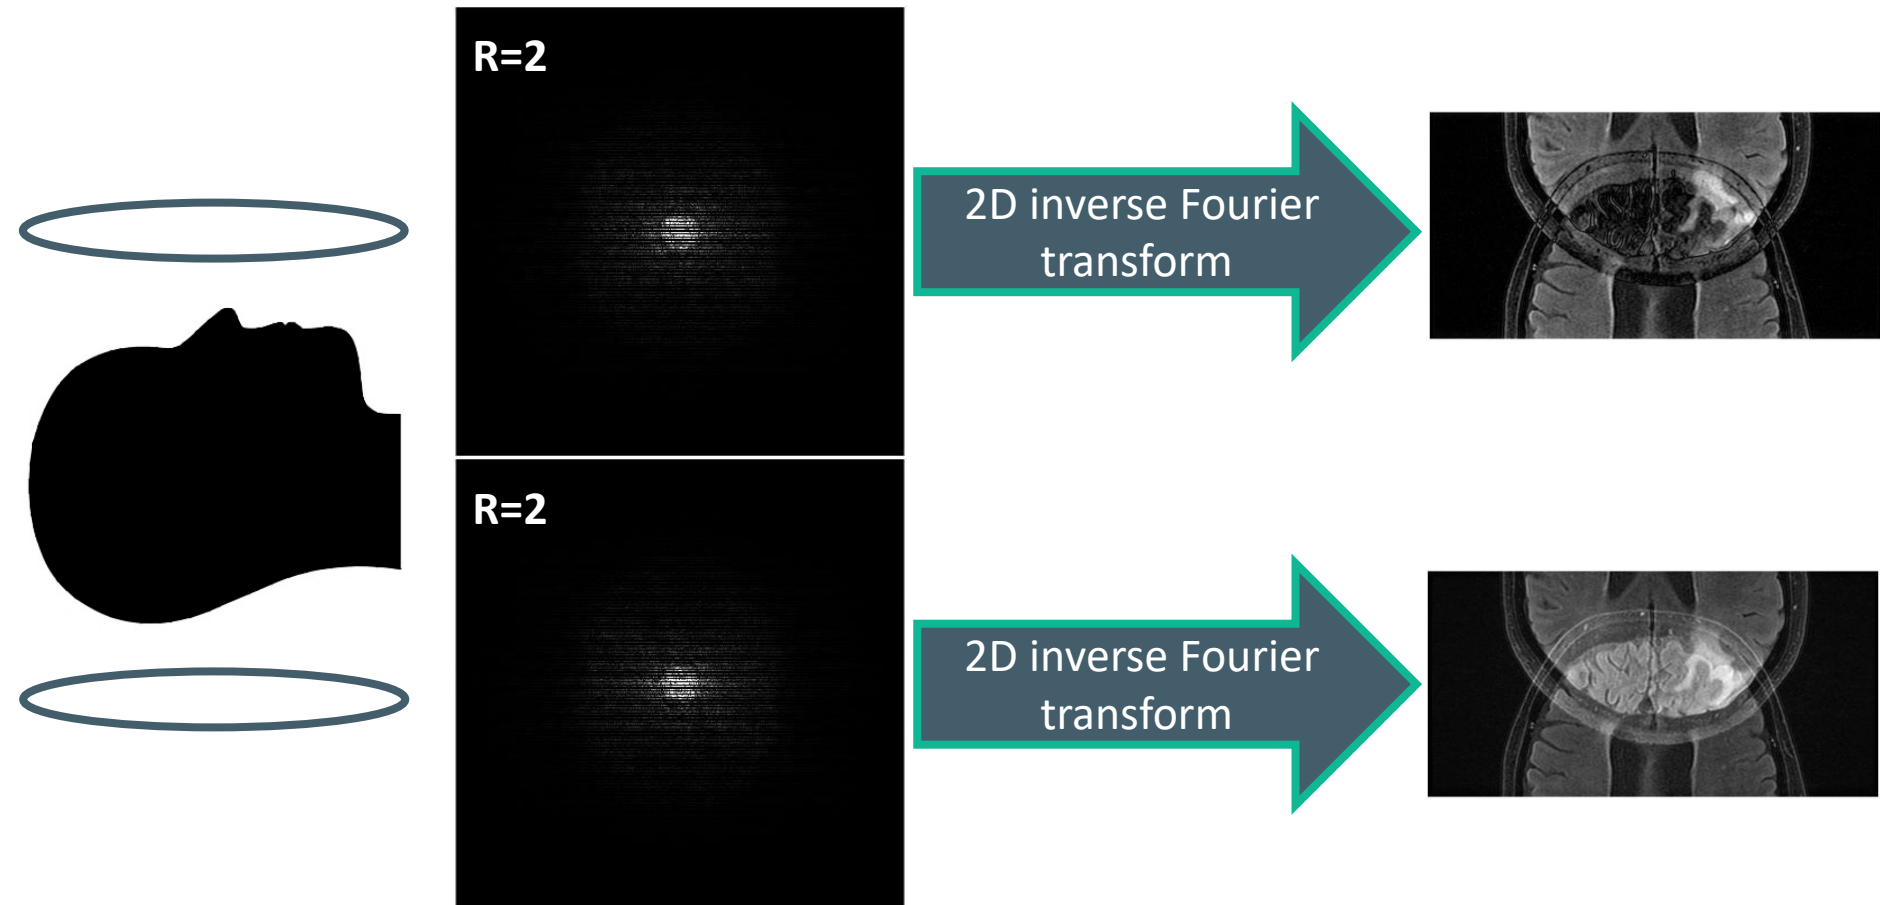 R=2
2D inverse Fourier
transform
R=2
2D inverse Fourier
transform